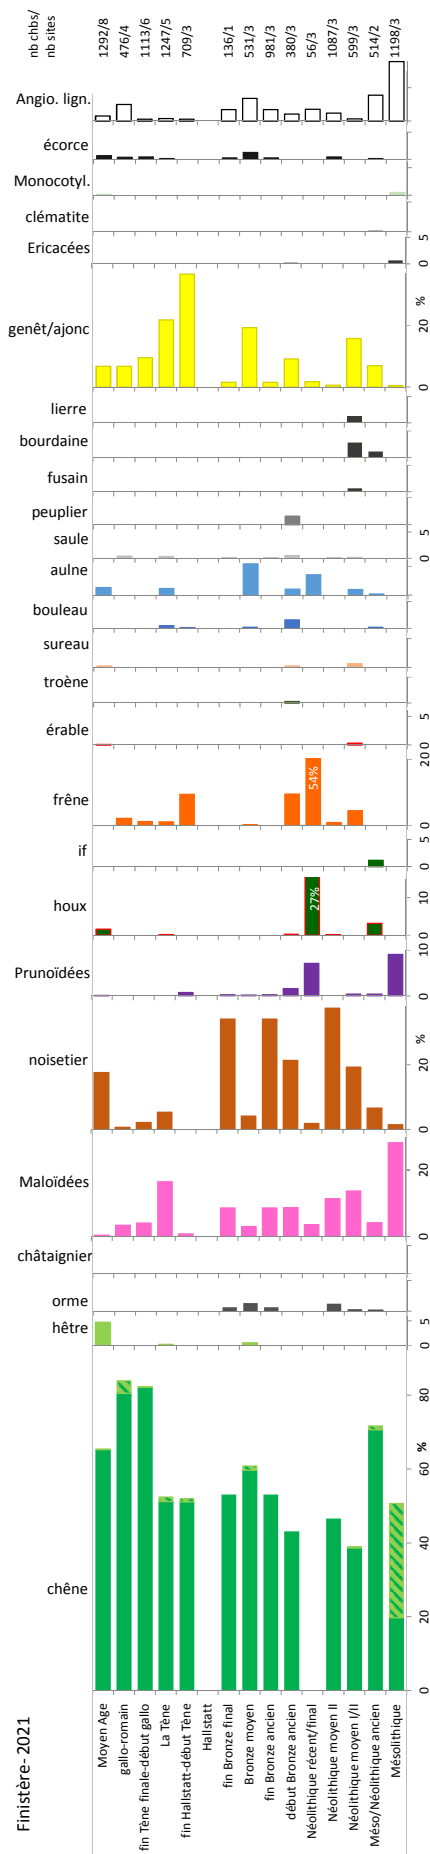 nb chbs/
nb sites
1292/8
476/4
1113/6
1247/5
709/3
136/1
531/3
981/3
380/3
56/3
1087/3
599/3
514/2
1198/3
Angio. lign.
écorce
Monocotyl.
clématite
Ericacées
0 5
genêt/ajonc
0 20 %
lierre
bourdaine
fusain
peuplier
saule
0 5
aulne
bouleau
sureau
troène
érable
0 5
frêne
54%
0 20
if
0 5
houx
27%
0 10
Prunoïdées
0 10
noisetier
0 20 %
Maloïdées
0 20
châtaignier
orme
hêtre
0 5
chêne
0 20 40 60 80 %
Finistère- 2021
Moyen Age
gallo-romain
fin Tène finale-début gallo
La Tène
fin Hallstatt-début Tène
Hallstatt
fin Bronze final
Bronze moyen
fin Bronze ancien
début Bronze ancien
Néolithique récent/final
Néolithique moyen II
Néolithique moyen I/II
Méso/Néolithique ancien
Mésolithique